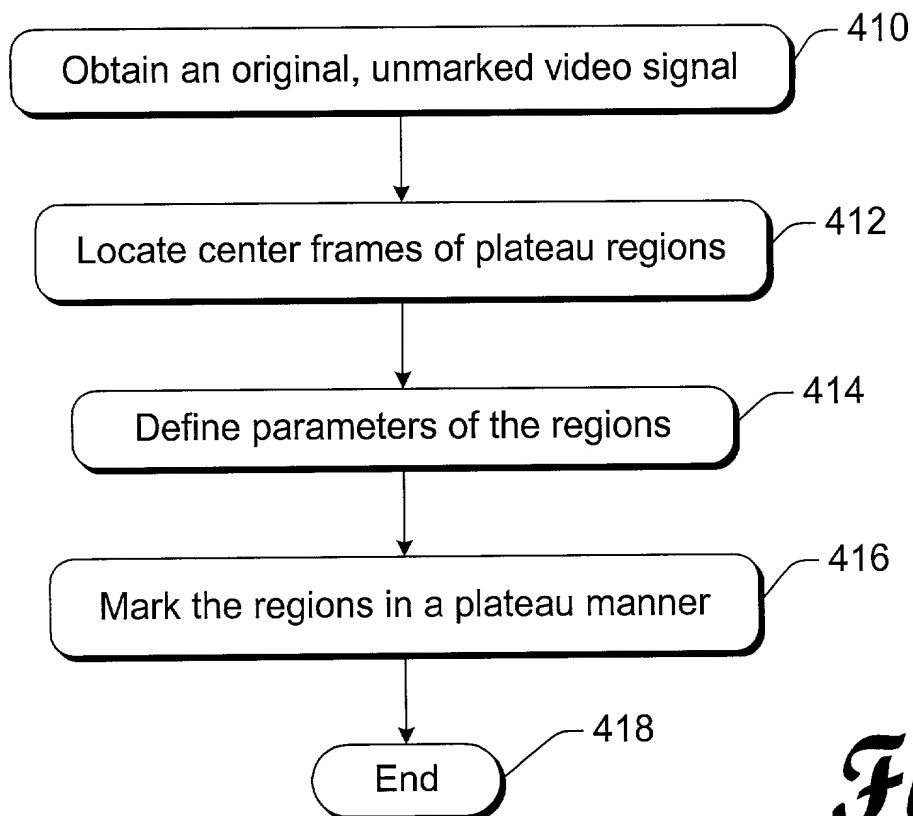 410
Obtain an original, unmarked video signal
412
Locate center frames of plateau regions
414
Define parameters of the regions
416
Mark the regions in a plateau manner
418
End